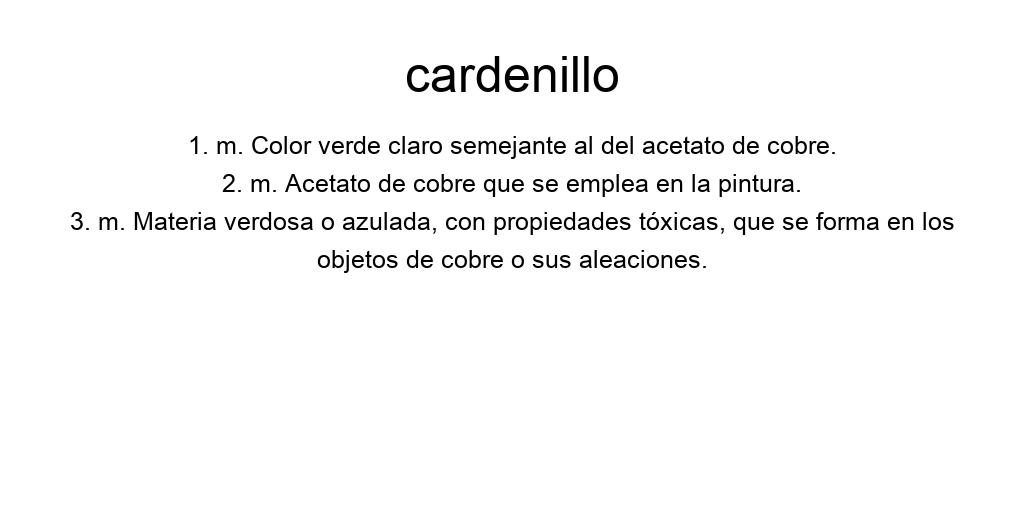 cardenillo
1. m. Color verde claro semejante al del acetato de cobre.
2. m. Acetato de cobre que se emplea en la pintura.
3. m. Materia verdosa o azulada, con propiedades tóxicas, que se forma en los
objetos de cobre o sus aleaciones.